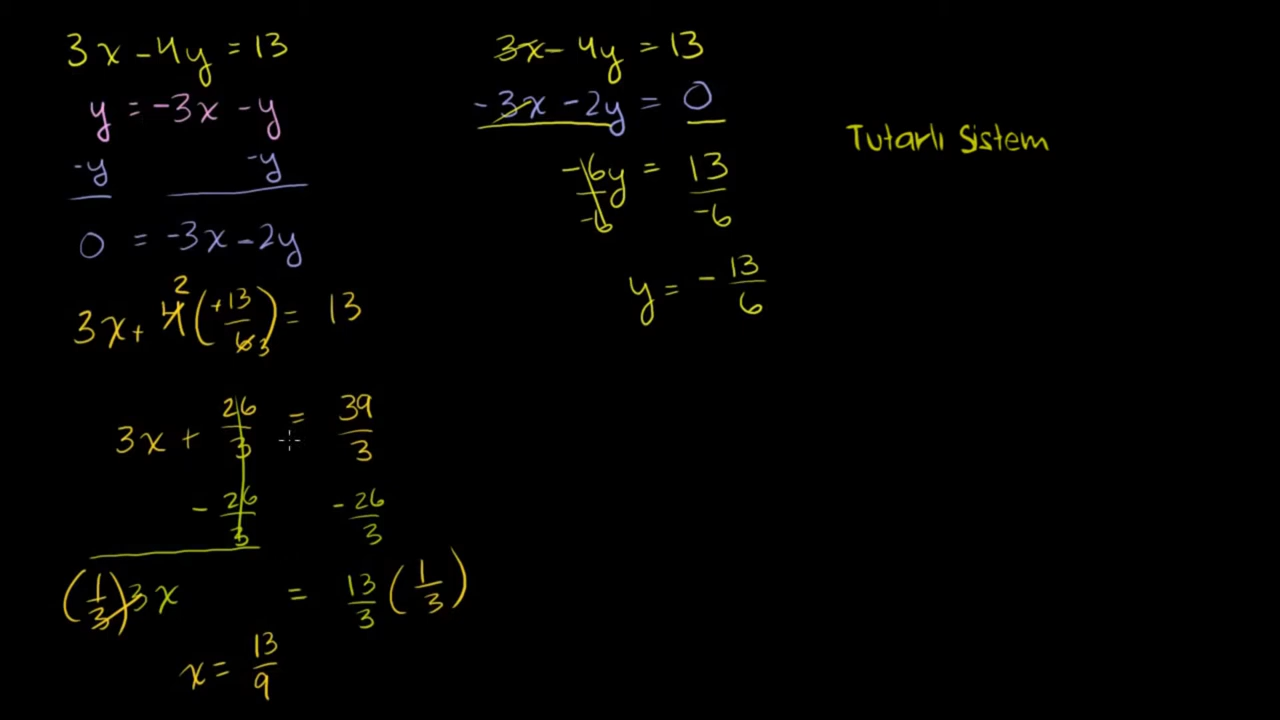 3x - 4y = 13
y = -3x - y
-y -y
0 = -3x - 2y
3x + 4 2 (+13/6 3) = 13
3x + 26/3 = 39/3
- 26/3 -26/3
(1/3) 3x = 13/3 (1/3)
x = 13/9
3x - 4y = 13
-3x - 2y = 0
-6y = 13
-6 -6
y = - 13/6
Tutarlı Sistem